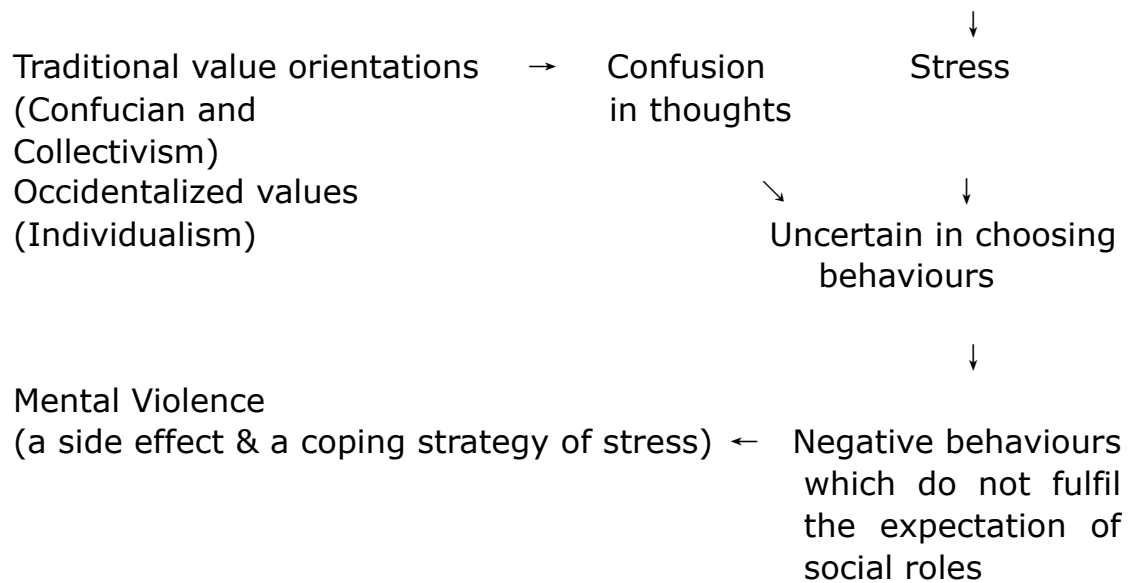 ↓
Traditional value orientations → Confusion Stress
(Confucian and in thoughts
Collectivism)
Occidentalized values ↘ ↓
(Individualism) Uncertain in choosing
behaviours
↓
Mental Violence
(a side effect & a coping strategy of stress) ← Negative behaviours
which do not fulfil
the expectation of
social roles